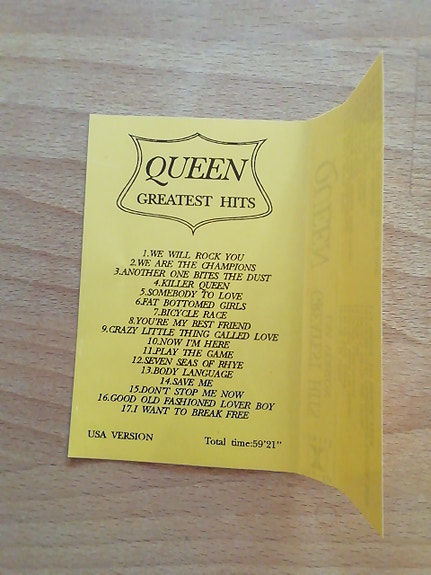 QUEEN
GREATEST HITS
1.WE WILL ROCK YOU
2.WE ARE THE CHAMPIONS
3.ANOTHER ONE BITES THE DUST
4.KILLER QUEEN
5.SOMEBODY TO LOVE
6.FAT BOTTOMED GIRLS
7.BICYCLE RACE
8.YOU'RE MY BEST FRIEND
9.CRAZY LITTLE THING CALLED LOVE
10.NOW I'M HERE
11.PLAY THE GAME
12.SEVEN SEAS OF RHYE
13.BODY LANGUAGE
14.SAVE ME
15.DON'T STOP ME NOW
16.GOOD OLD FASHIONED LOVER BOY
17.I WANT TO BREAK FREE
USA VERSION Total time:59'21"